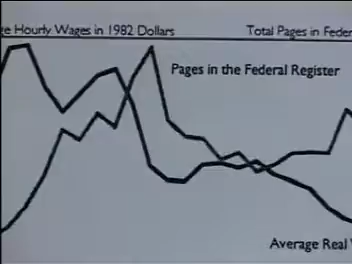 ge Hourly Wages in 1982 Dollars
Total Pages in Feder
Pages in the Federal Register
Average Real